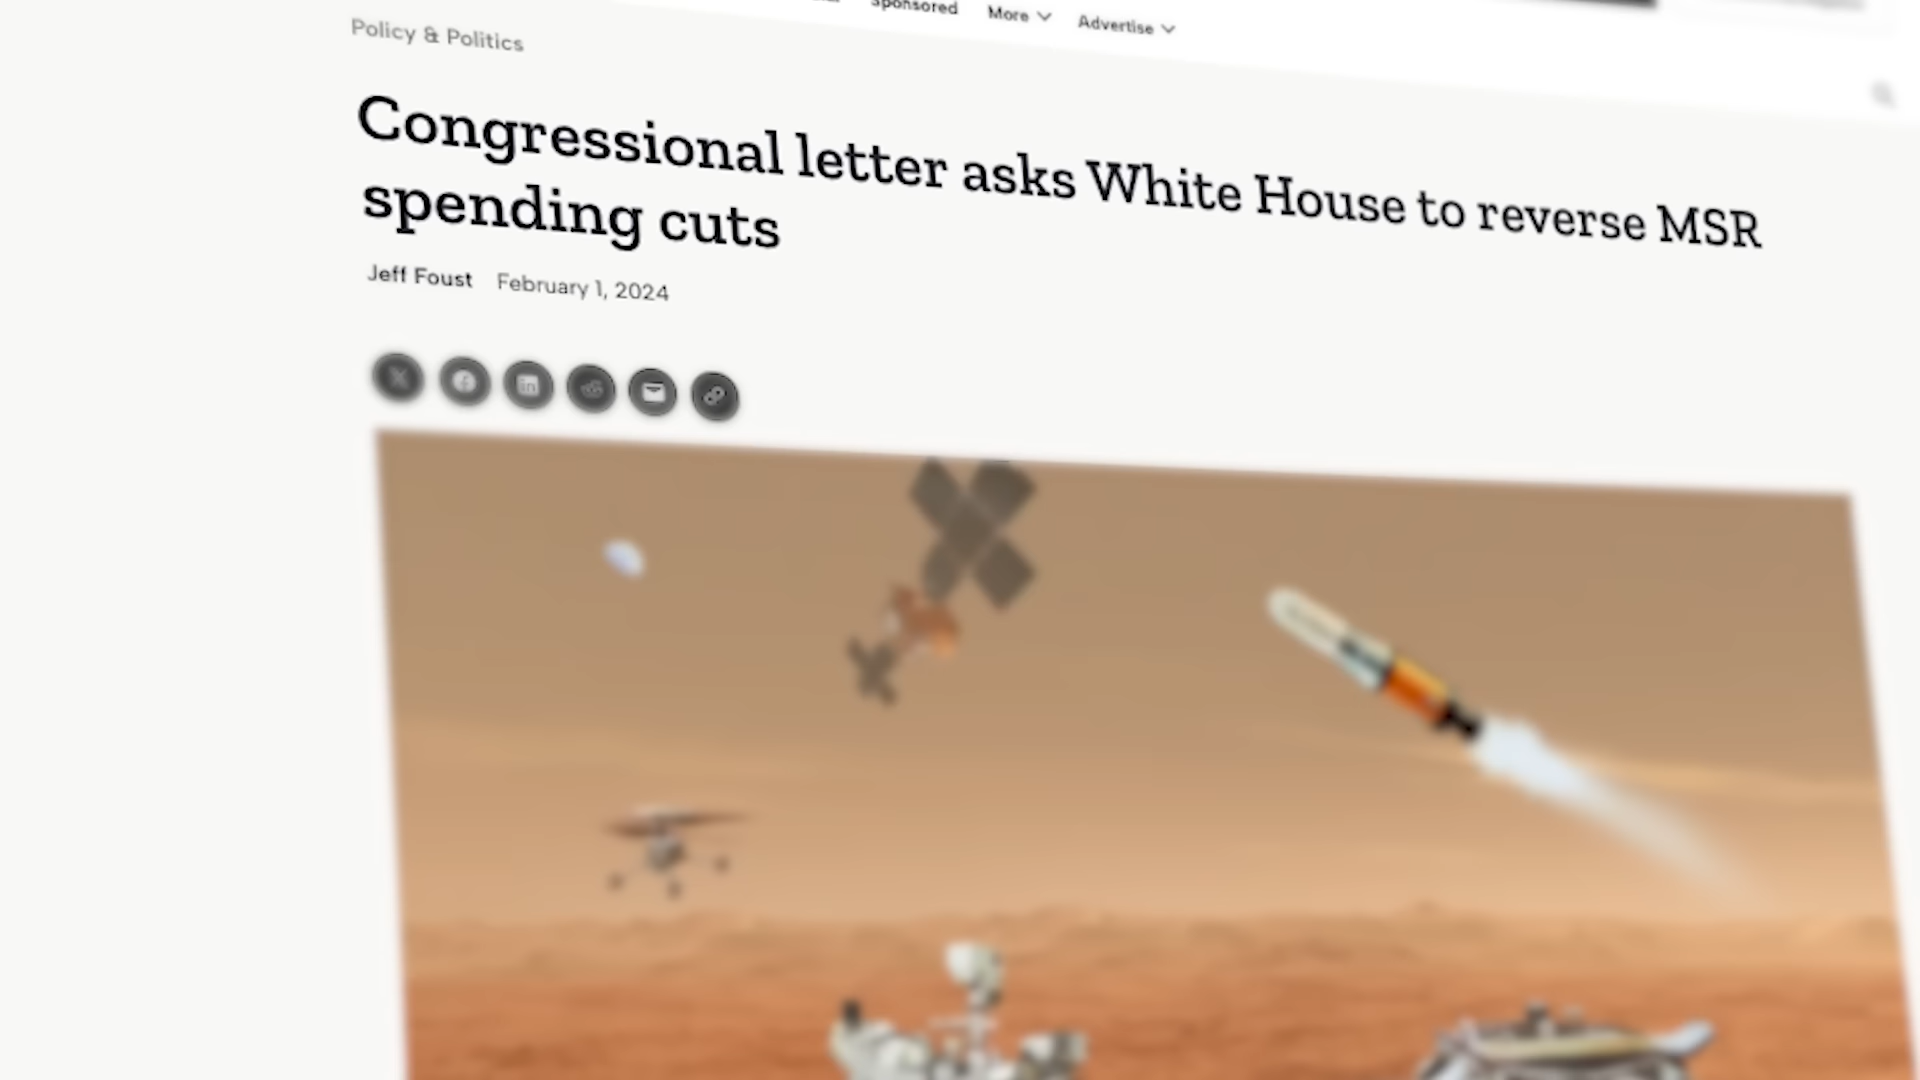 Sponsored More Advertise
Policy & Politics
Congressional letter asks White House to reverse MSR
spending cuts
Jeff Foust February 1, 2024